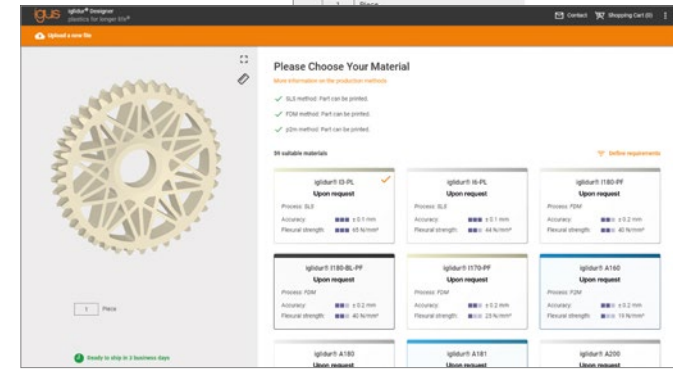 1 Piece
igus iglidur® Designer
plastics for longer life®
Contact Shopping Cart (0)
Upload a new file
Please Choose Your Material
More information on the production methods
SLS method: Part can be printed.
FDM method: Part can be printed.
p2m method: Part can be printed.
suitable materials
Define requirements
iglidur® I3-PL
Upon request
Process: SLS
Accuracy: ± 0.1 mm
Flexural strength: 65 N/mm²
iglidur® I6-PL
Upon request
Process: SLS
Accuracy: ± 0.1 mm
Flexural strength: 44 N/mm²
iglidur® I180-PF
Upon request
Process: FDM
Accuracy: ± 0.2 mm
Flexural strength: 40 N/mm²
iglidur® I180-BL-PF
Upon request
Process: FDM
Accuracy: ± 0.2 mm
Flexural strength: 40 N/mm²
iglidur® I170-PF
Upon request
Process: FDM
Accuracy: ± 0.2 mm
Flexural strength: 25 N/mm²
iglidur® A160
Upon request
Accuracy: ± 0.2 mm
Flexural strength: 19 N/mm²
1 Piece
Ready to ship in 2 business days
iglidur® A180
Upon request
iglidur® A181
Upon request
iglidur® A200
Upon request